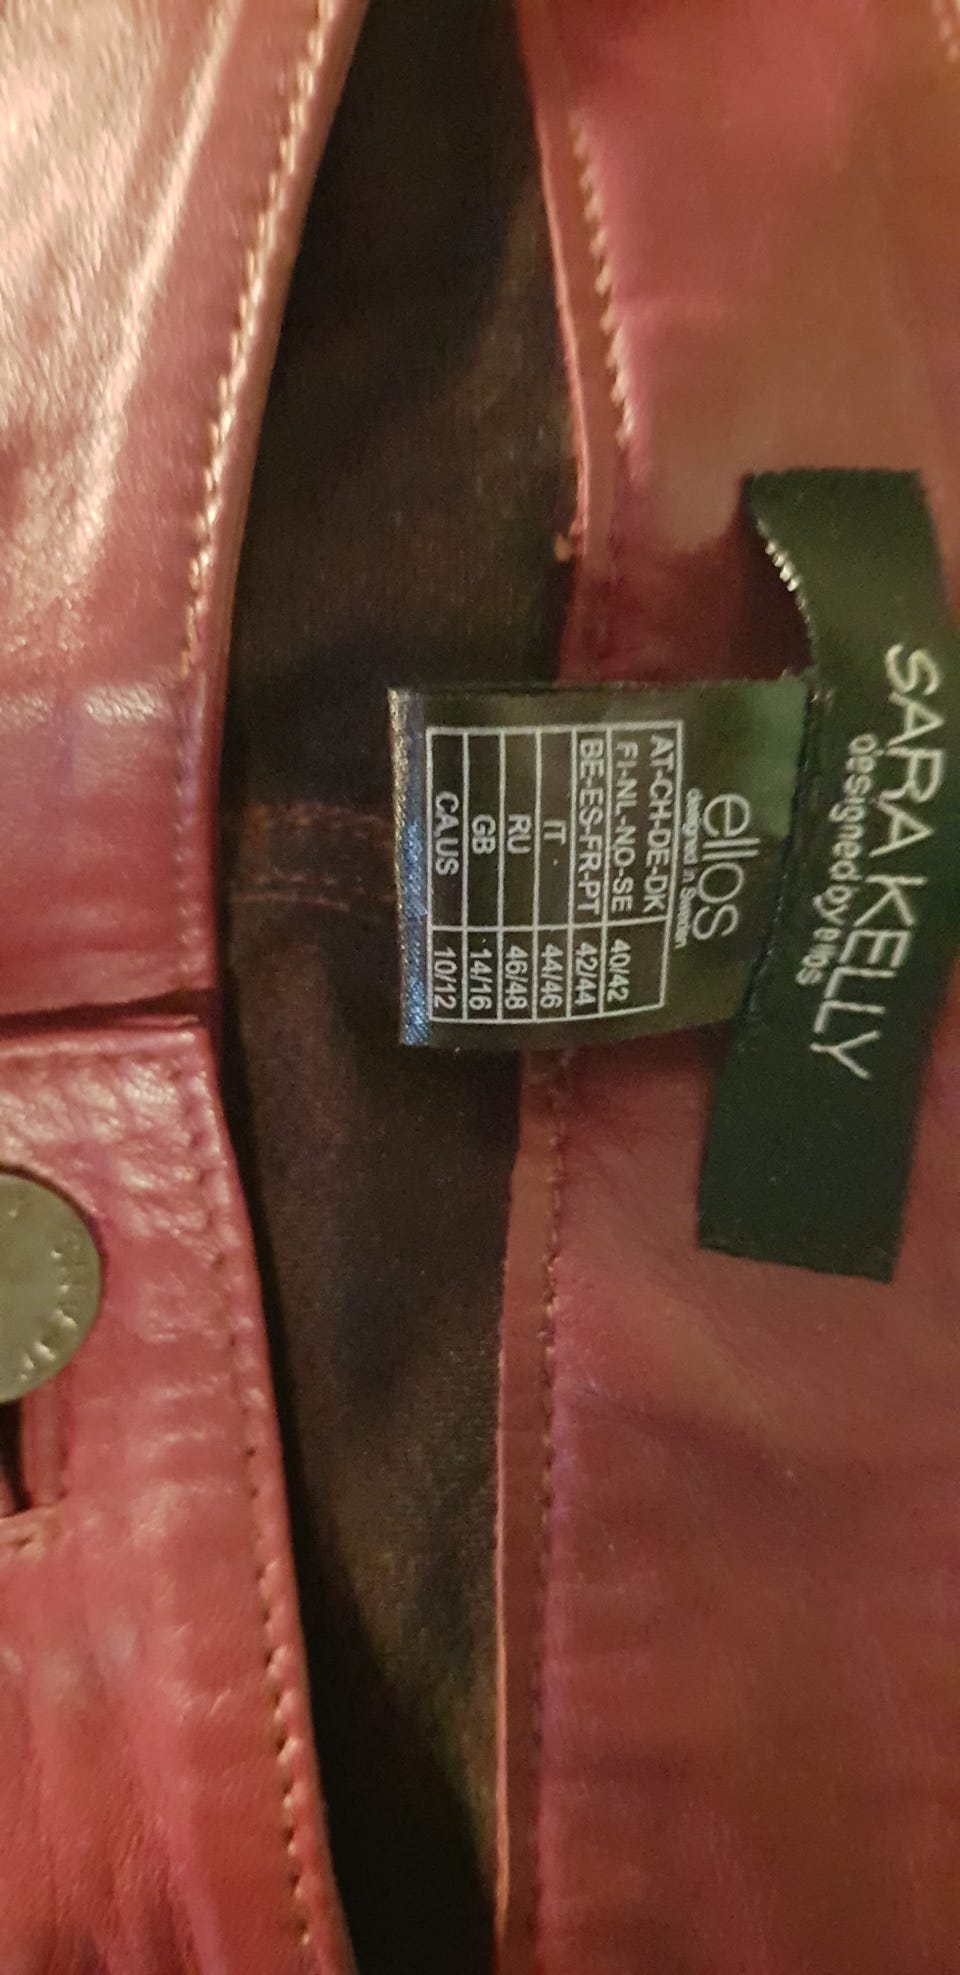 SARA KELLY
designed by ellos
ellos
designed in Sweden
AT-CH-DE-DK
FI-NL-NO-SE 40/42
BE-ES-FR-PT 42/44
IT 44/46
RU 46/48
GB 14/16
CA,US 10/12